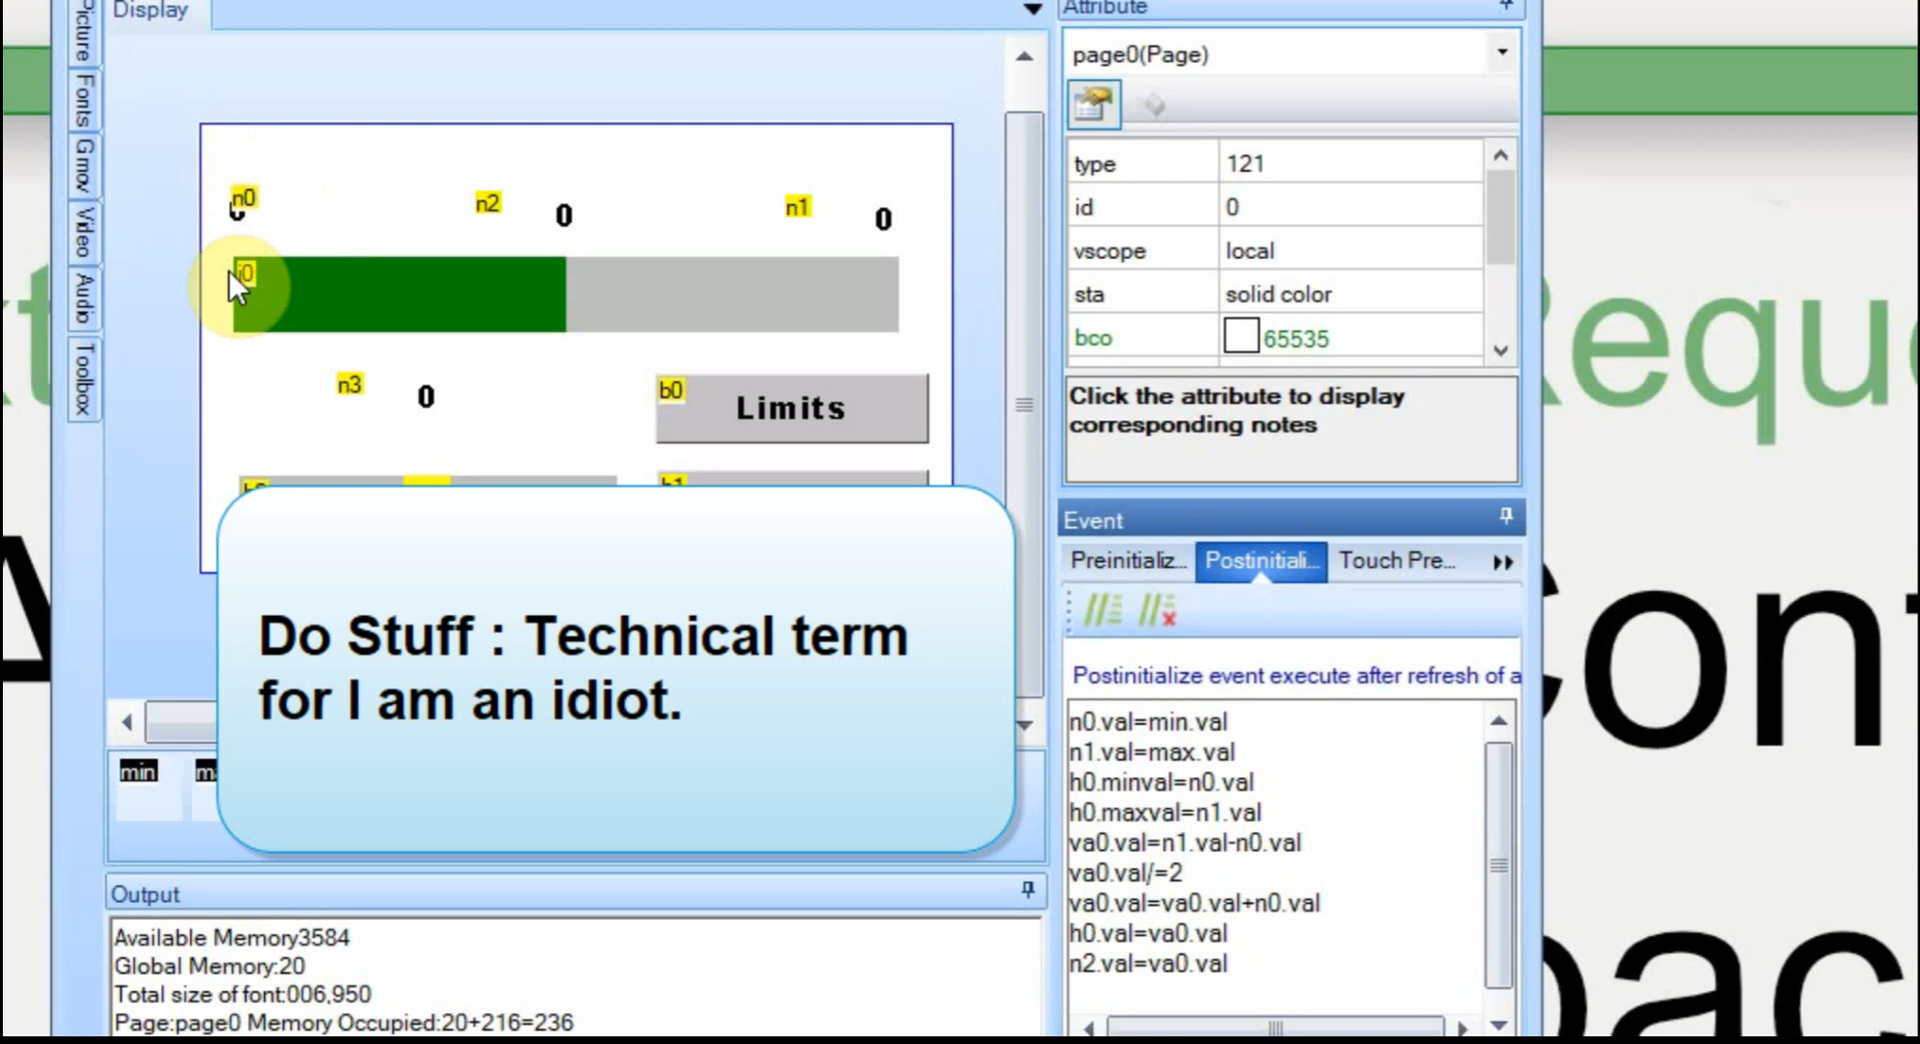 Display
Attribute
Picture
Fonts
Gmov
Video
Audio
Toolbox
page0(Page)
type 121
id 0
vscope local
sta solid color
bco 65535
Click the attribute to display
corresponding notes
n0
n2 0
n1 0
j0
n3 0
b0 Limits
b1
Do Stuff : Technical term
for I am an idiot.
min
Event
Preinitializ... Postinitiali... Touch Pre...
Postinitialize event execute after refresh of a
n0.val=min.val
n1.val=max.val
h0.minval=n0.val
h0.maxval=n1.val
va0.val=n1.val-n0.val
va0.val/=2
va0.val=va0.val+n0.val
h0.val=va0.val
n2.val=va0.val
Output
Available Memory3584
Global Memory:20
Total size of font:006,950
Page:page0 Memory Occupied:20+216=236